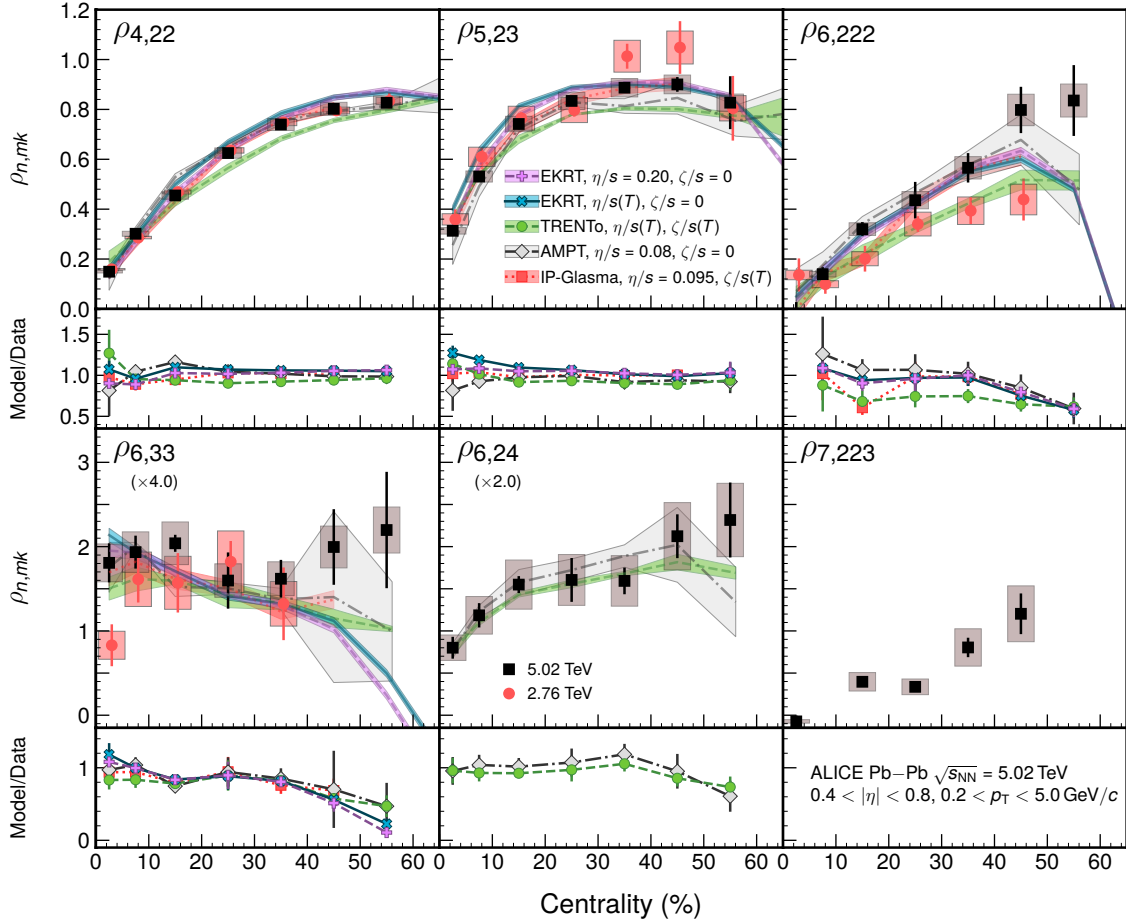 ρ4,22
ρ5,23
ρ6,222
1.2
1.0
0.8
0.6
0.4
0.2
0.0
ρn,mk
EKRT, η/s = 0.20, ζ/s = 0
EKRT, η/s(T), ζ/s = 0
TRENTo, η/s(T), ζ/s(T)
AMPT, η/s = 0.08, ζ/s = 0
IP-Glasma, η/s = 0.095, ζ/s(T)
Model/Data
1.5
1.0
0.5
ρ6,33
(×4.0)
ρ6,24
(×2.0)
ρ7,223
3
2
1
0
ρn,mk
5.02 TeV
2.76 TeV
Model/Data
1
0
ALICE Pb−Pb √sNN = 5.02 TeV
0.4 < |η| < 0.8, 0.2 < pT < 5.0 GeV/c
0 10 20 30 40 50 60 0 10 20 30 40 50 60 0 10 20 30 40 50 60
Centrality (%)